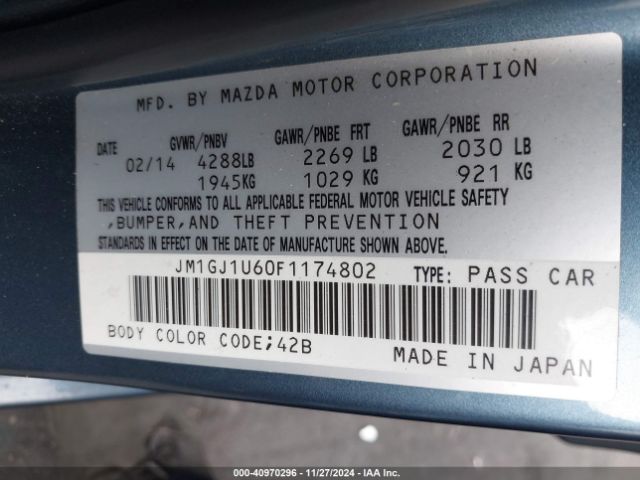 MFD. BY MAZDA MOTOR CORPORATION
DATE GVWR/PNBV GAWR/PNBE FRT GAWR/PNBE RR
02/14 4288LB 2269 LB 2030 LB
1945KG 1029 KG 921 KG
THIS VEHICLE CONFORMS TO ALL APPLICABLE FEDERAL MOTOR VEHICLE SAFETY
,BUMPER,AND THEFT PREVENTION
STANDARDS IN EFFECT ON THE DATE OF MANUFACTURE SHOWN ABOVE.
JM1GJ1U60F1174802 TYPE: PASS CAR
BODY COLOR CODE;42B
MADE IN JAPAN
000-40970296 - 11/27/2024 - IAA Inc.